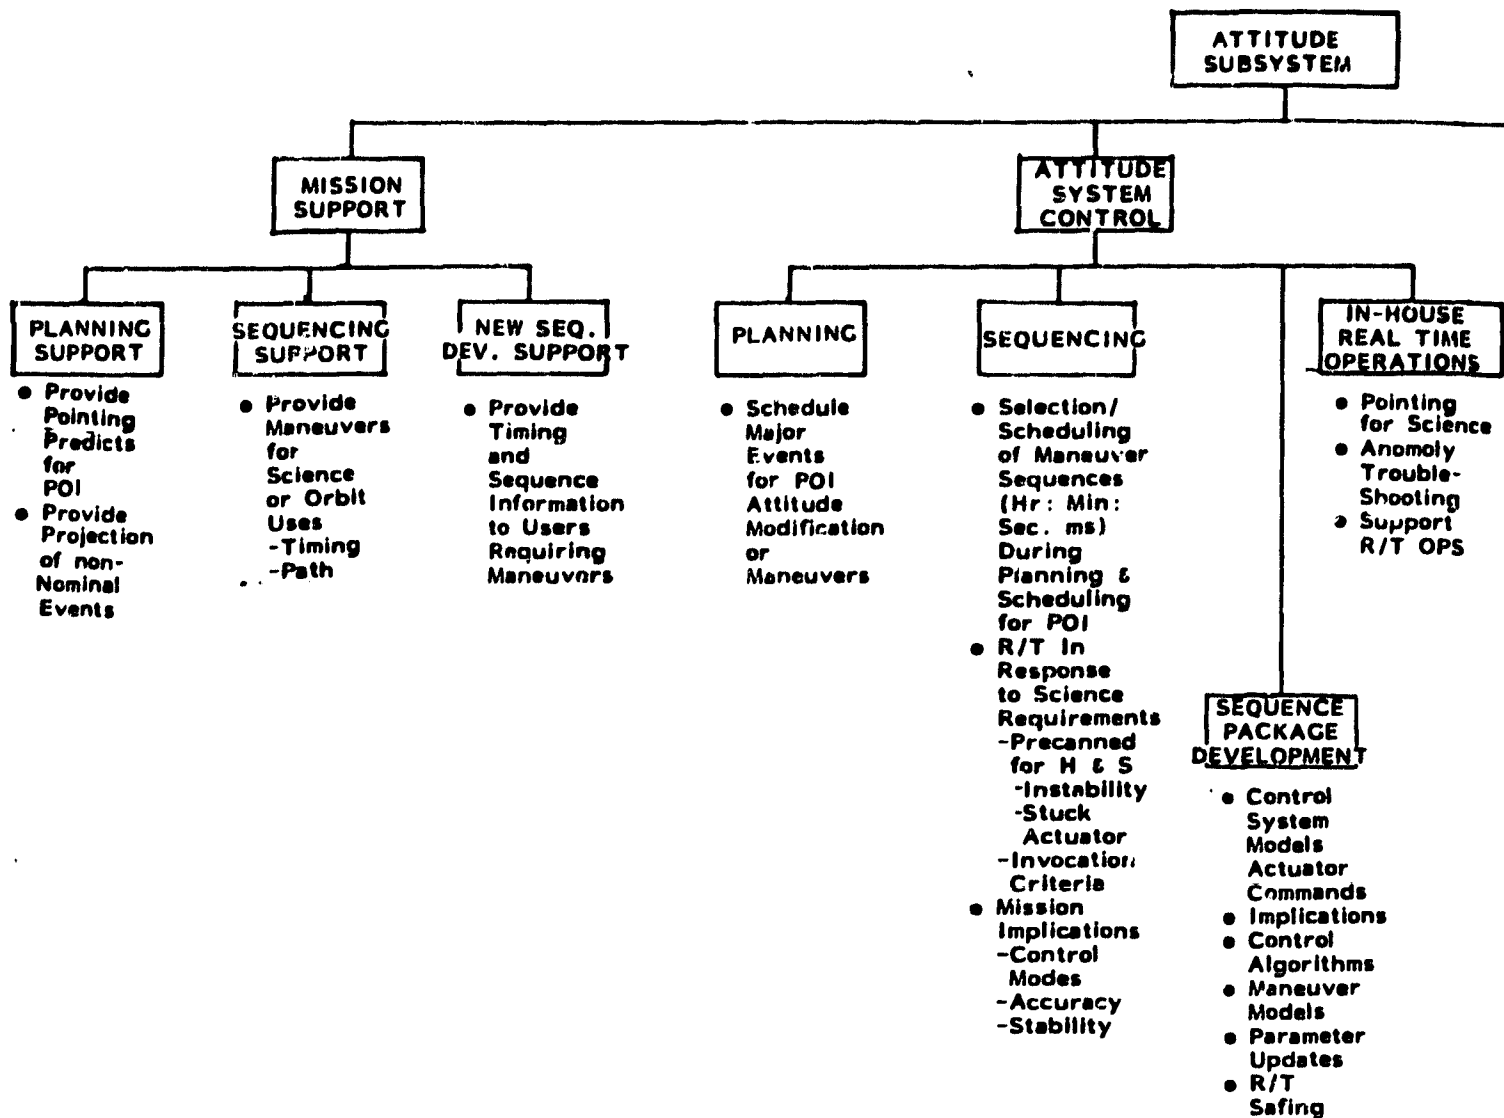 ATTITUDE
SUBSYSTEM
MISSION
SUPPORT
ATTITUDE
SYSTEM
CONTROL
PLANNING
SUPPORT
● Provide
Pointing
Predicts
for
POI
● Provide
Projection
of non-
Nominal
Events
SEQUENCING
SUPPORT
● Provide
Maneuvers
for
Science
or Orbit
Uses
-Timing
-Path
NEW SEQ.
DEV. SUPPORT
● Provide
Timing
and
Sequence
Information
to Users
Requiring
Maneuvers
PLANNING
● Schedule
Major
Events
for POI
Attitude
Modification
or
Maneuvers
SEQUENCING
● Selection/
Scheduling
of Maneuver
Sequences
(Hr: Min:
Sec. ms)
During
Planning &
Scheduling
for POI
● R/T In
Response
to Science
Requirements
-Precanned
for H & S
-Instability
-Stuck
Actuator
-Invocation
Criteria
● Mission
Implications
-Control
Modes
-Accuracy
-Stability
SEQUENCE
PACKAGE
DEVELOPMENT
● Control
System
Models
Actuator
Commands
● Implications
● Control
Algorithms
● Maneuver
Models
● Parameter
Updates
● R/T
Safing
IN-HOUSE
REAL TIME
OPERATIONS
● Pointing
for Science
● Anomoly
Trouble-
Shooting
● Support
R/T OPS